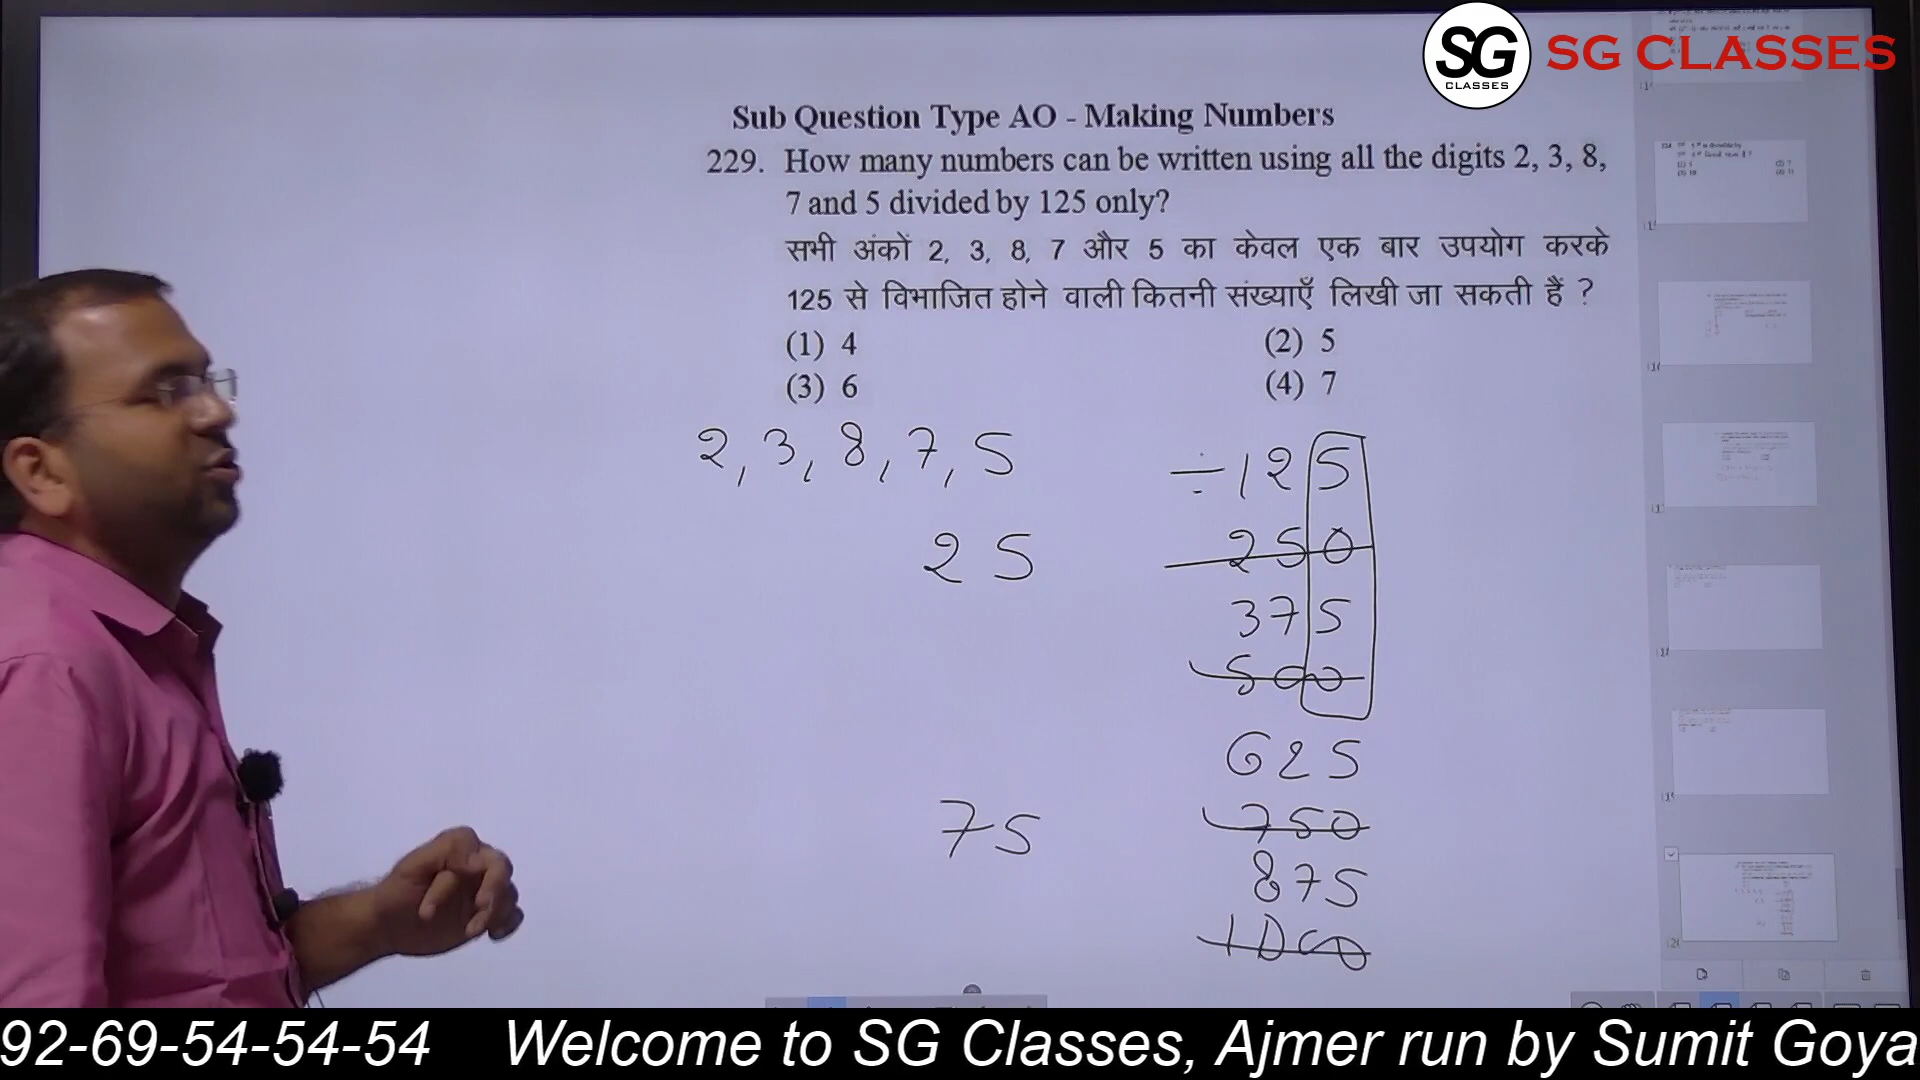 SG
CLASSES
SG CLASSES
Sub Question Type AO - Making Numbers
229. How many numbers can be written using all the digits 2, 3, 8,
7 and 5 divided by 125 only?
सभी अंकों 2, 3, 8, 7 और 5 का केवल एक बार उपयोग करके
125 से विभाजित होने वाली कितनी संख्याएँ लिखी जा सकती हैं ?
(1) 4 (2) 5
(3) 6 (4) 7
2, 3, 8, 7, 5
÷125
25
250
375
500
625
75
750
875
1000
92-69-54-54-54 Welcome to SG Classes, Ajmer run by Sumit Goya